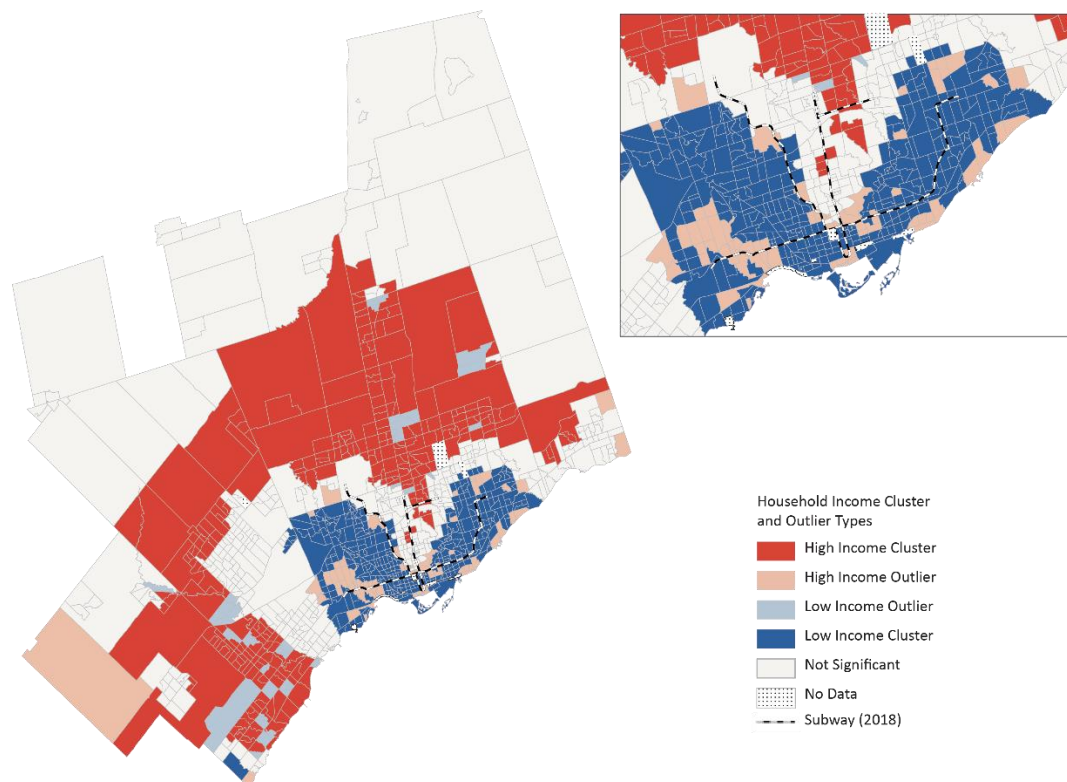 Household Income Cluster
and Outlier Types
High Income Cluster
High Income Outlier
Low Income Outlier
Low Income Cluster
Not Significant
No Data
Subway (2018)